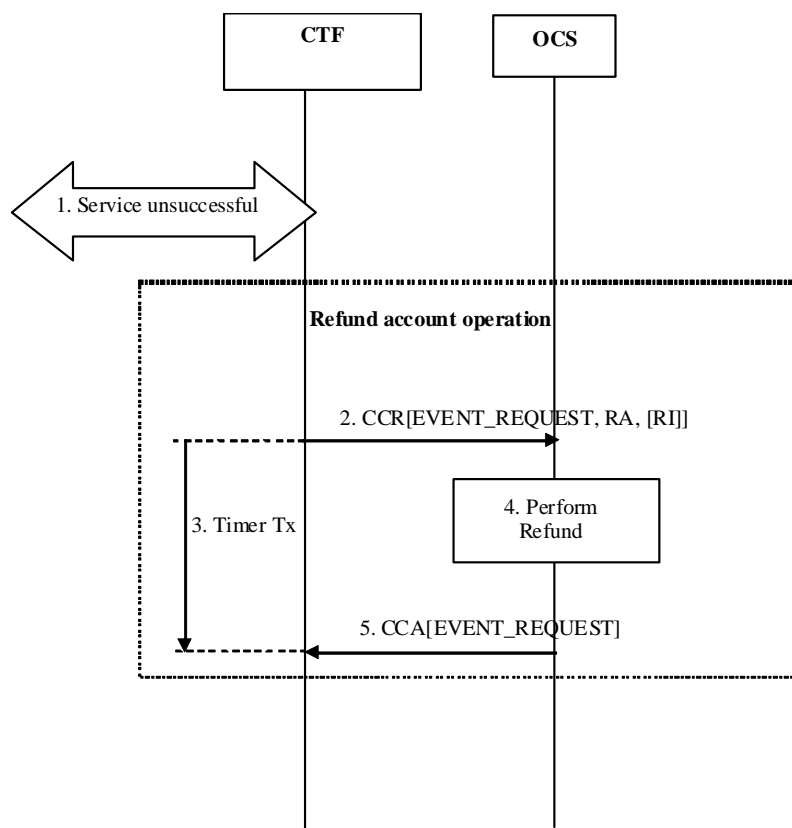 CTF
OCS
1. Service unsuccessful
Refund account operation
2. CCR[EVENT_REQUEST, RA, [RI]]
3. Timer Tx
4. Perform
Refund
5. CCA[EVENT_REQUEST]